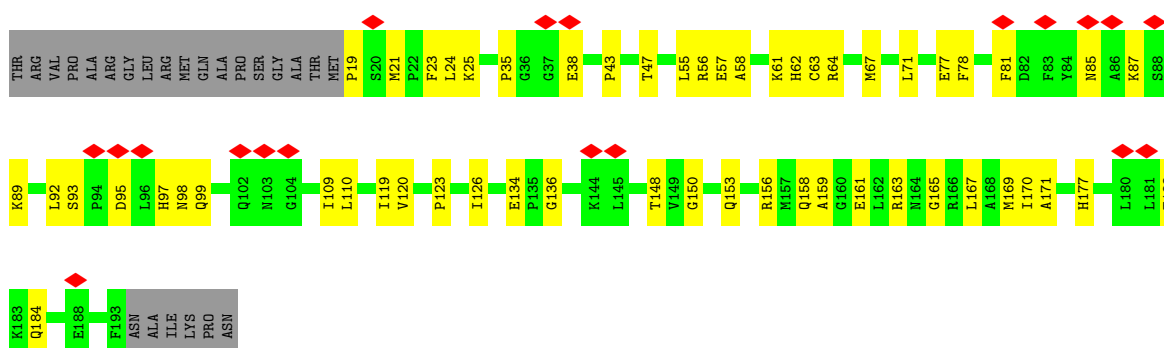 THR ARG VAL PRO ALA ARG GLY LEU ARG MET GLN ALA PRO SER GLY ALA THR MET P19 S20 M21 P22 F23 L24 K25 P35 G36 G37 E38 P43 T47 L55 R56 E57 A58 K61 H62 C63 R64 M67 L71 E77 F78 F81 D82 F83 Y84 N85 A86 K87 S88
K89 L92 S93 P94 D95 L96 H97 N98 Q99 Q102 N103 G104 I109 L110 I119 V120 P123 I126 E134 P135 G136 K144 L145 T148 V149 G150 Q153 R156 M157 Q158 A159 G160 E161 L162 R163 N164 G165 R166 L167 A168 M169 I170 A171 H177 L180 L181
K183 Q184 E188 F193 ASN ALA ILE LYS PRO ASN